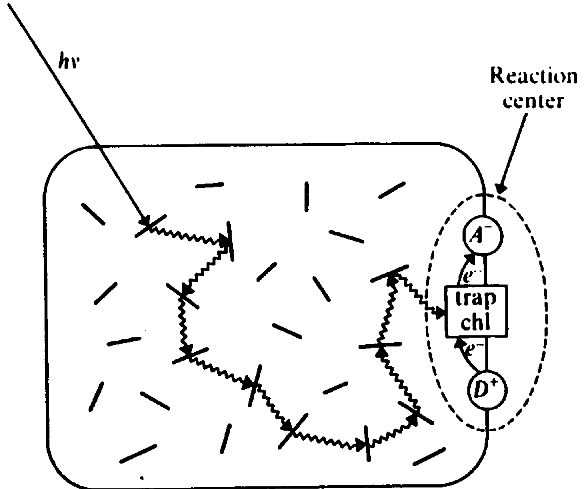 hν
Reaction
center
A⁻
e⁻
trap
chl
e⁻
D⁺